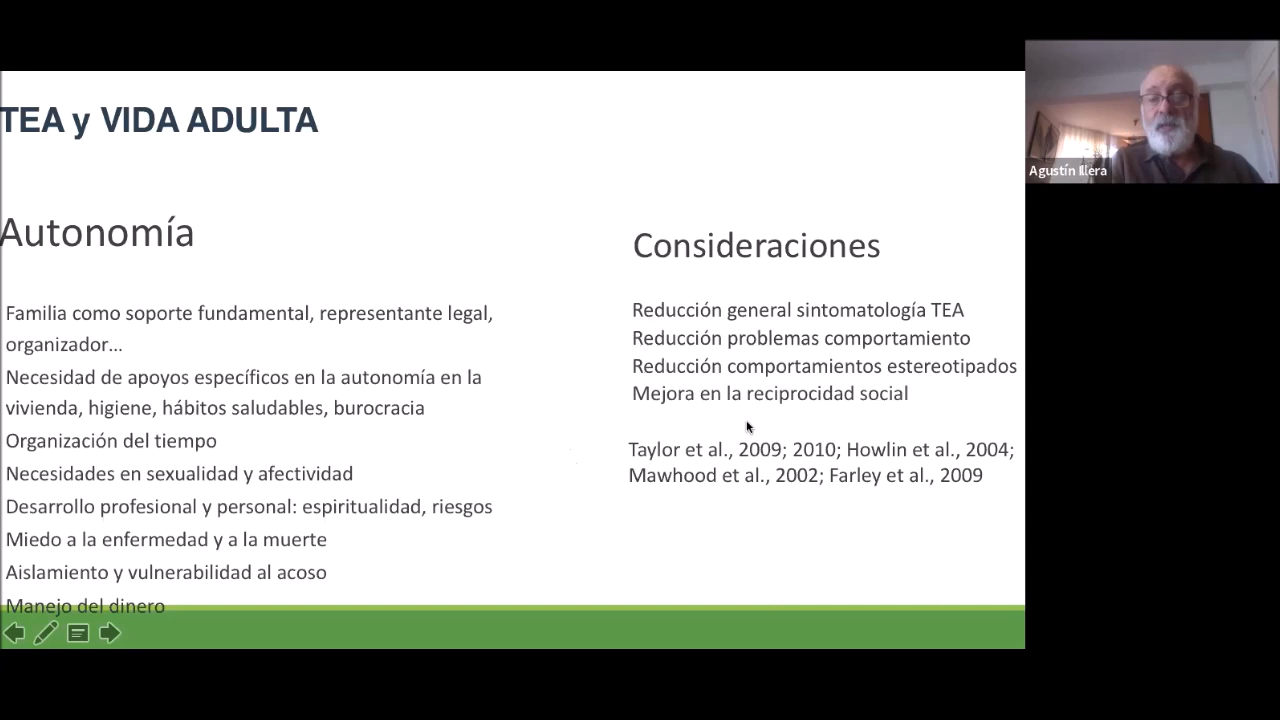 TEA y VIDA ADULTA
Autonomía
Familia como soporte fundamental, representante legal,
organizador...
Necesidad de apoyos específicos en la autonomía en la
vivienda, higiene, hábitos saludables, burocracia
Organización del tiempo
Necesidades en sexualidad y afectividad
Desarrollo profesional y personal: espiritualidad, riesgos
Miedo a la enfermedad y a la muerte
Aislamiento y vulnerabilidad al acoso
Manejo del dinero
Consideraciones
Reducción general sintomatología TEA
Reducción problemas comportamiento
Reducción comportamientos estereotipados
Mejora en la reciprocidad social
Taylor et al., 2009; 2010; Howlin et al., 2004;
Mawhood et al., 2002; Farley et al., 2009
Agustín Illera